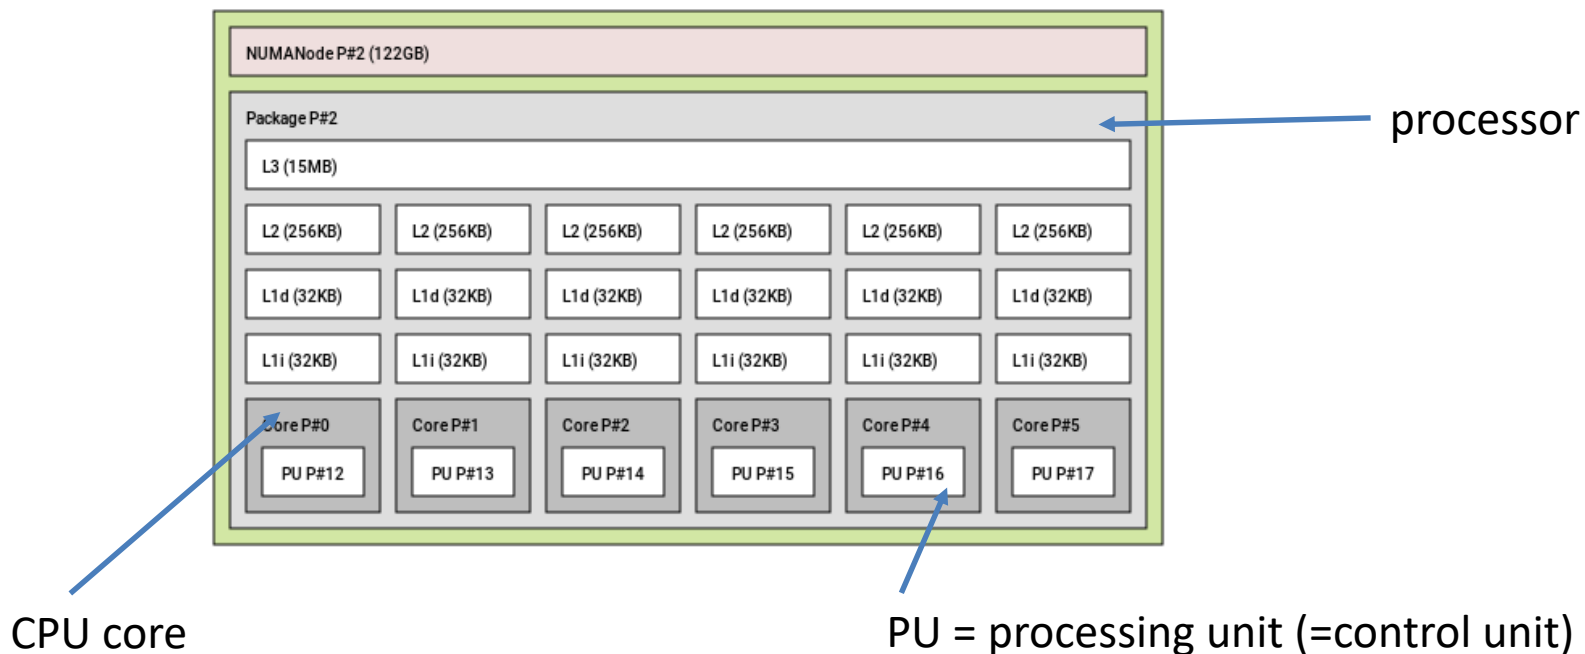 NUMANode P#2 (122GB)
Package P#2
processor
L3 (15MB)
L2 (256KB) L2 (256KB) L2 (256KB) L2 (256KB) L2 (256KB) L2 (256KB)
L1d (32KB) L1d (32KB) L1d (32KB) L1d (32KB) L1d (32KB) L1d (32KB)
L1i (32KB) L1i (32KB) L1i (32KB) L1i (32KB) L1i (32KB) L1i (32KB)
Core P#0 Core P#1 Core P#2 Core P#3 Core P#4 Core P#5
PU P#12 PU P#13 PU P#14 PU P#15 PU P#16 PU P#17
CPU core
PU = processing unit (=control unit)